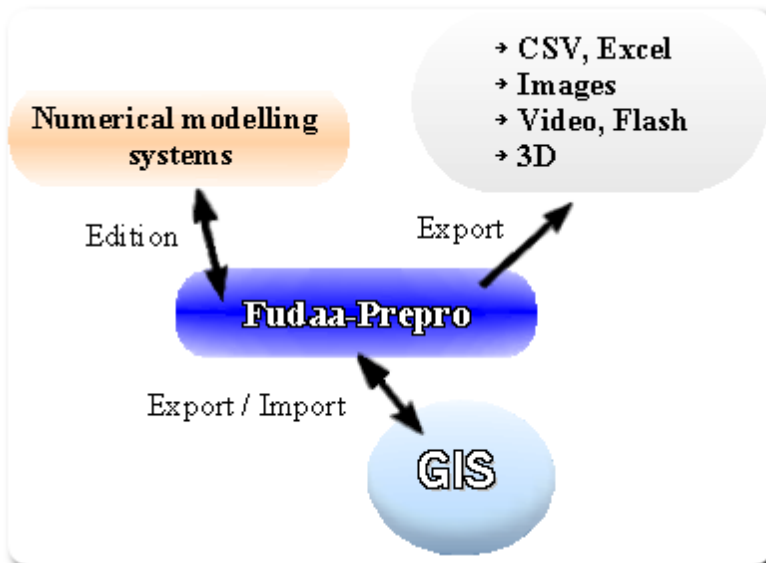 Numerical modelling
systems
→ CSV, Excel
→ Images
→ Video, Flash
→ 3D
Edition
Export
Fudaa-Prepro
Export / Import
GIS